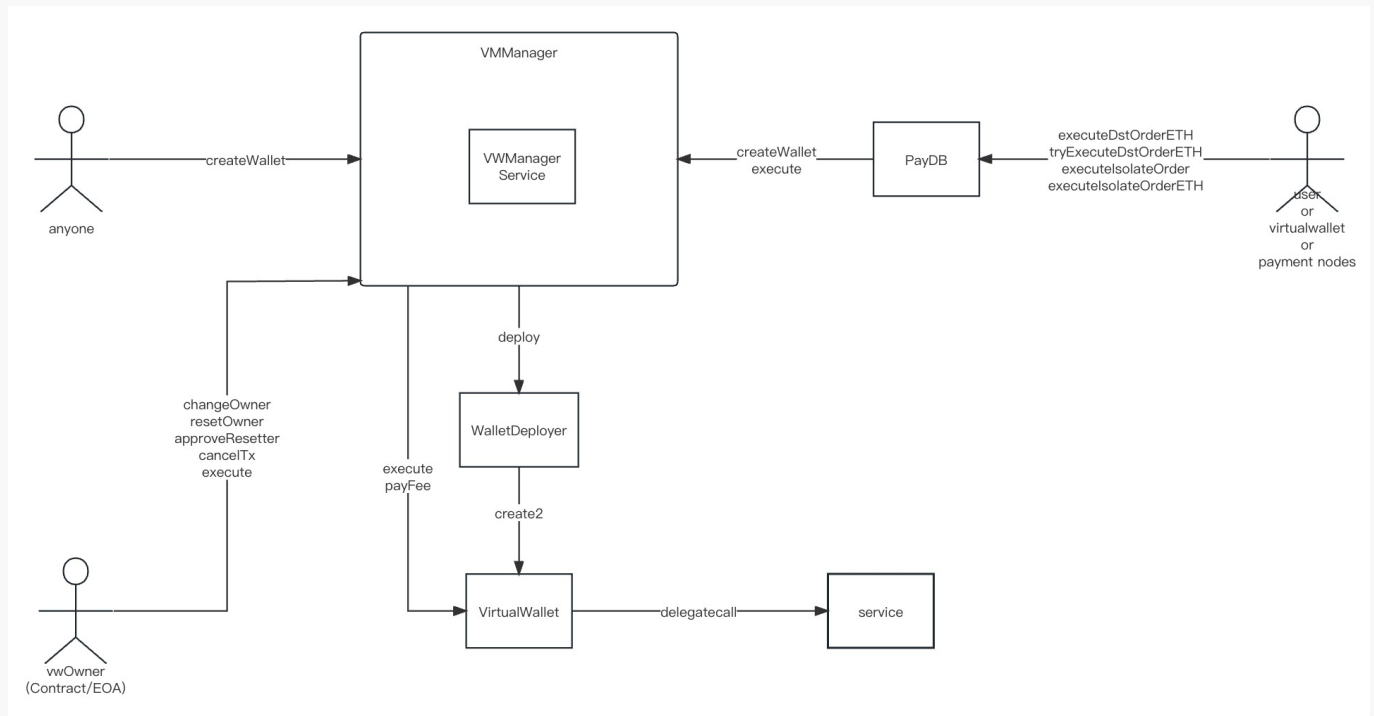 VMManager
VWManager
Service
createWallet
anyone
createWallet
execute
PayDB
executeDstOrderETH
tryExecuteDstOrderETH
executeIsolateOrder
executeIsolateOrderETH
user
or
virtualwallet
or
payment nodes
deploy
changeOwner
resetOwner
approveResetter
cancelTx
execute
WalletDeployer
execute
payFee
create2
VirtualWallet
delegatecall
service
vwOwner
(Contract/EOA)